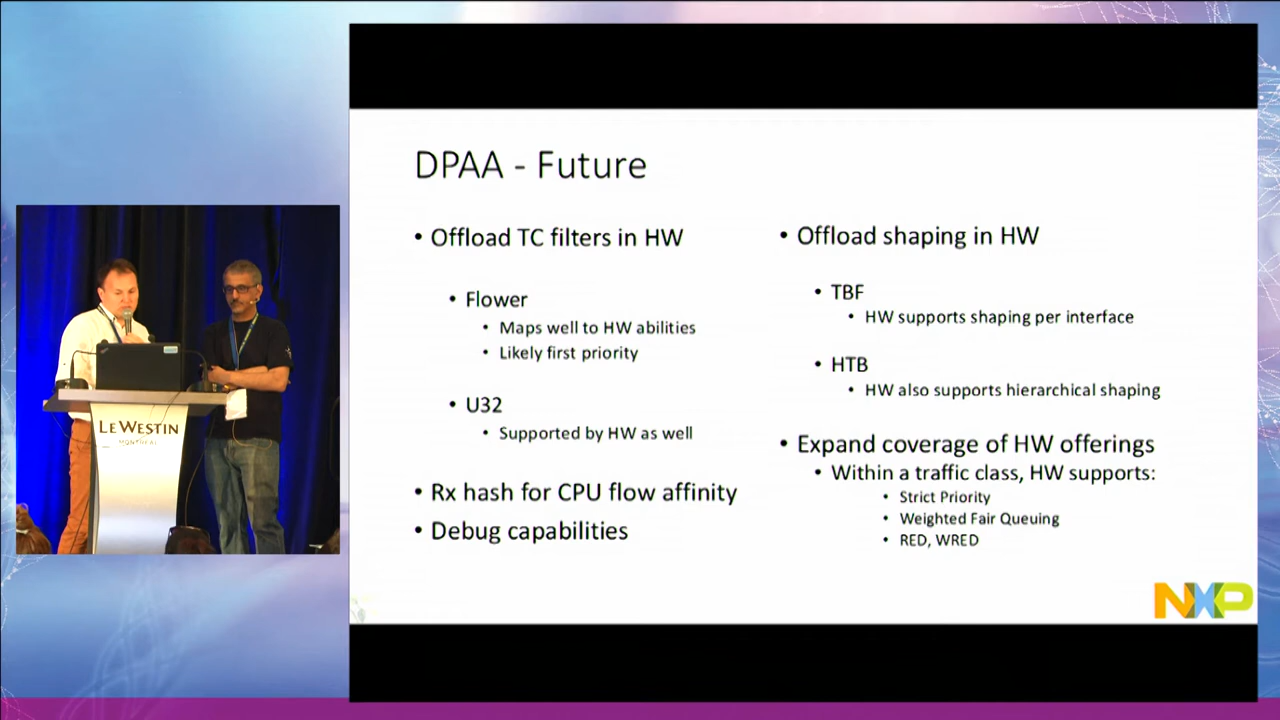 DPAA - Future
• Offload TC filters in HW
• Flower
• Maps well to HW abilities
• Likely first priority
• U32
• Supported by HW as well
• Rx hash for CPU flow affinity
• Debug capabilities
• Offload shaping in HW
• TBF
• HW supports shaping per interface
• HTB
• HW also supports hierarchical shaping
• Expand coverage of HW offerings
• Within a traffic class, HW supports:
• Strict Priority
• Weighted Fair Queuing
• RED, WRED
NXP
LE WESTIN
MONTRÉAL